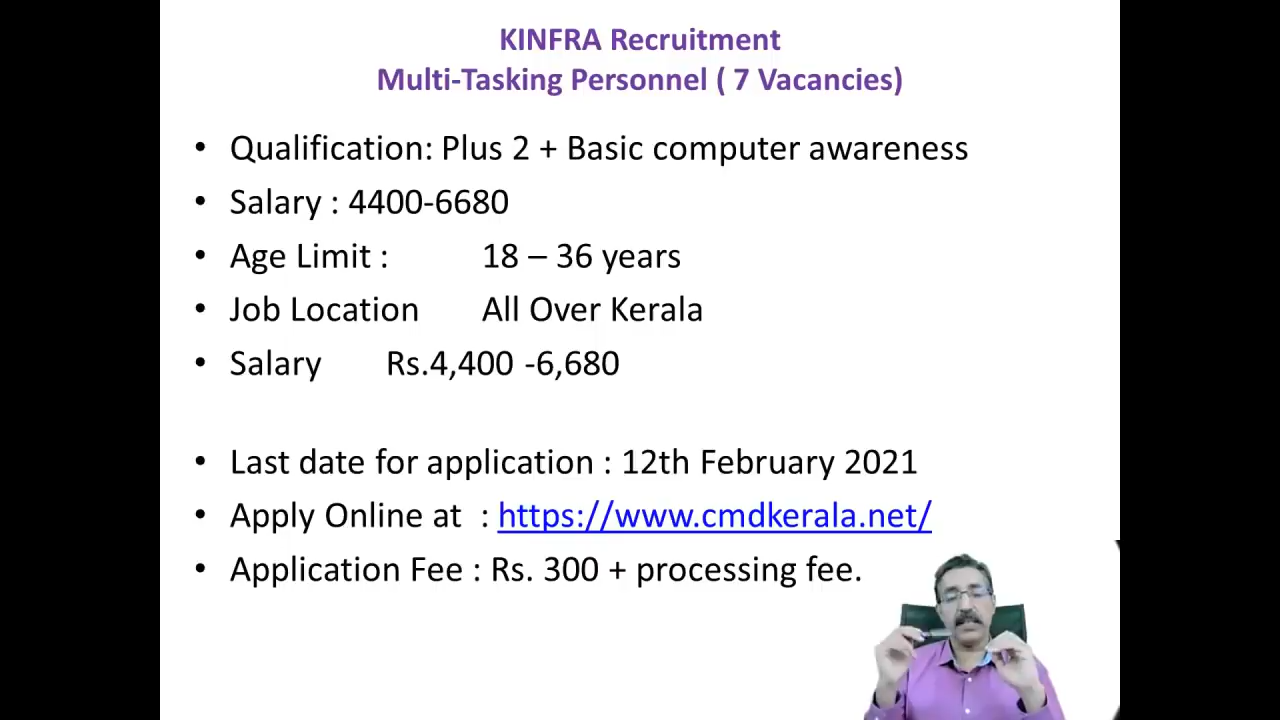 KINFRA Recruitment
Multi-Tasking Personnel ( 7 Vacancies)
• Qualification: Plus 2 + Basic computer awareness
• Salary : 4400-6680
• Age Limit : 18 – 36 years
• Job Location All Over Kerala
• Salary Rs.4,400 -6,680
• Last date for application : 12th February 2021
• Apply Online at : https://www.cmdkerala.net/
• Application Fee : Rs. 300 + processing fee.